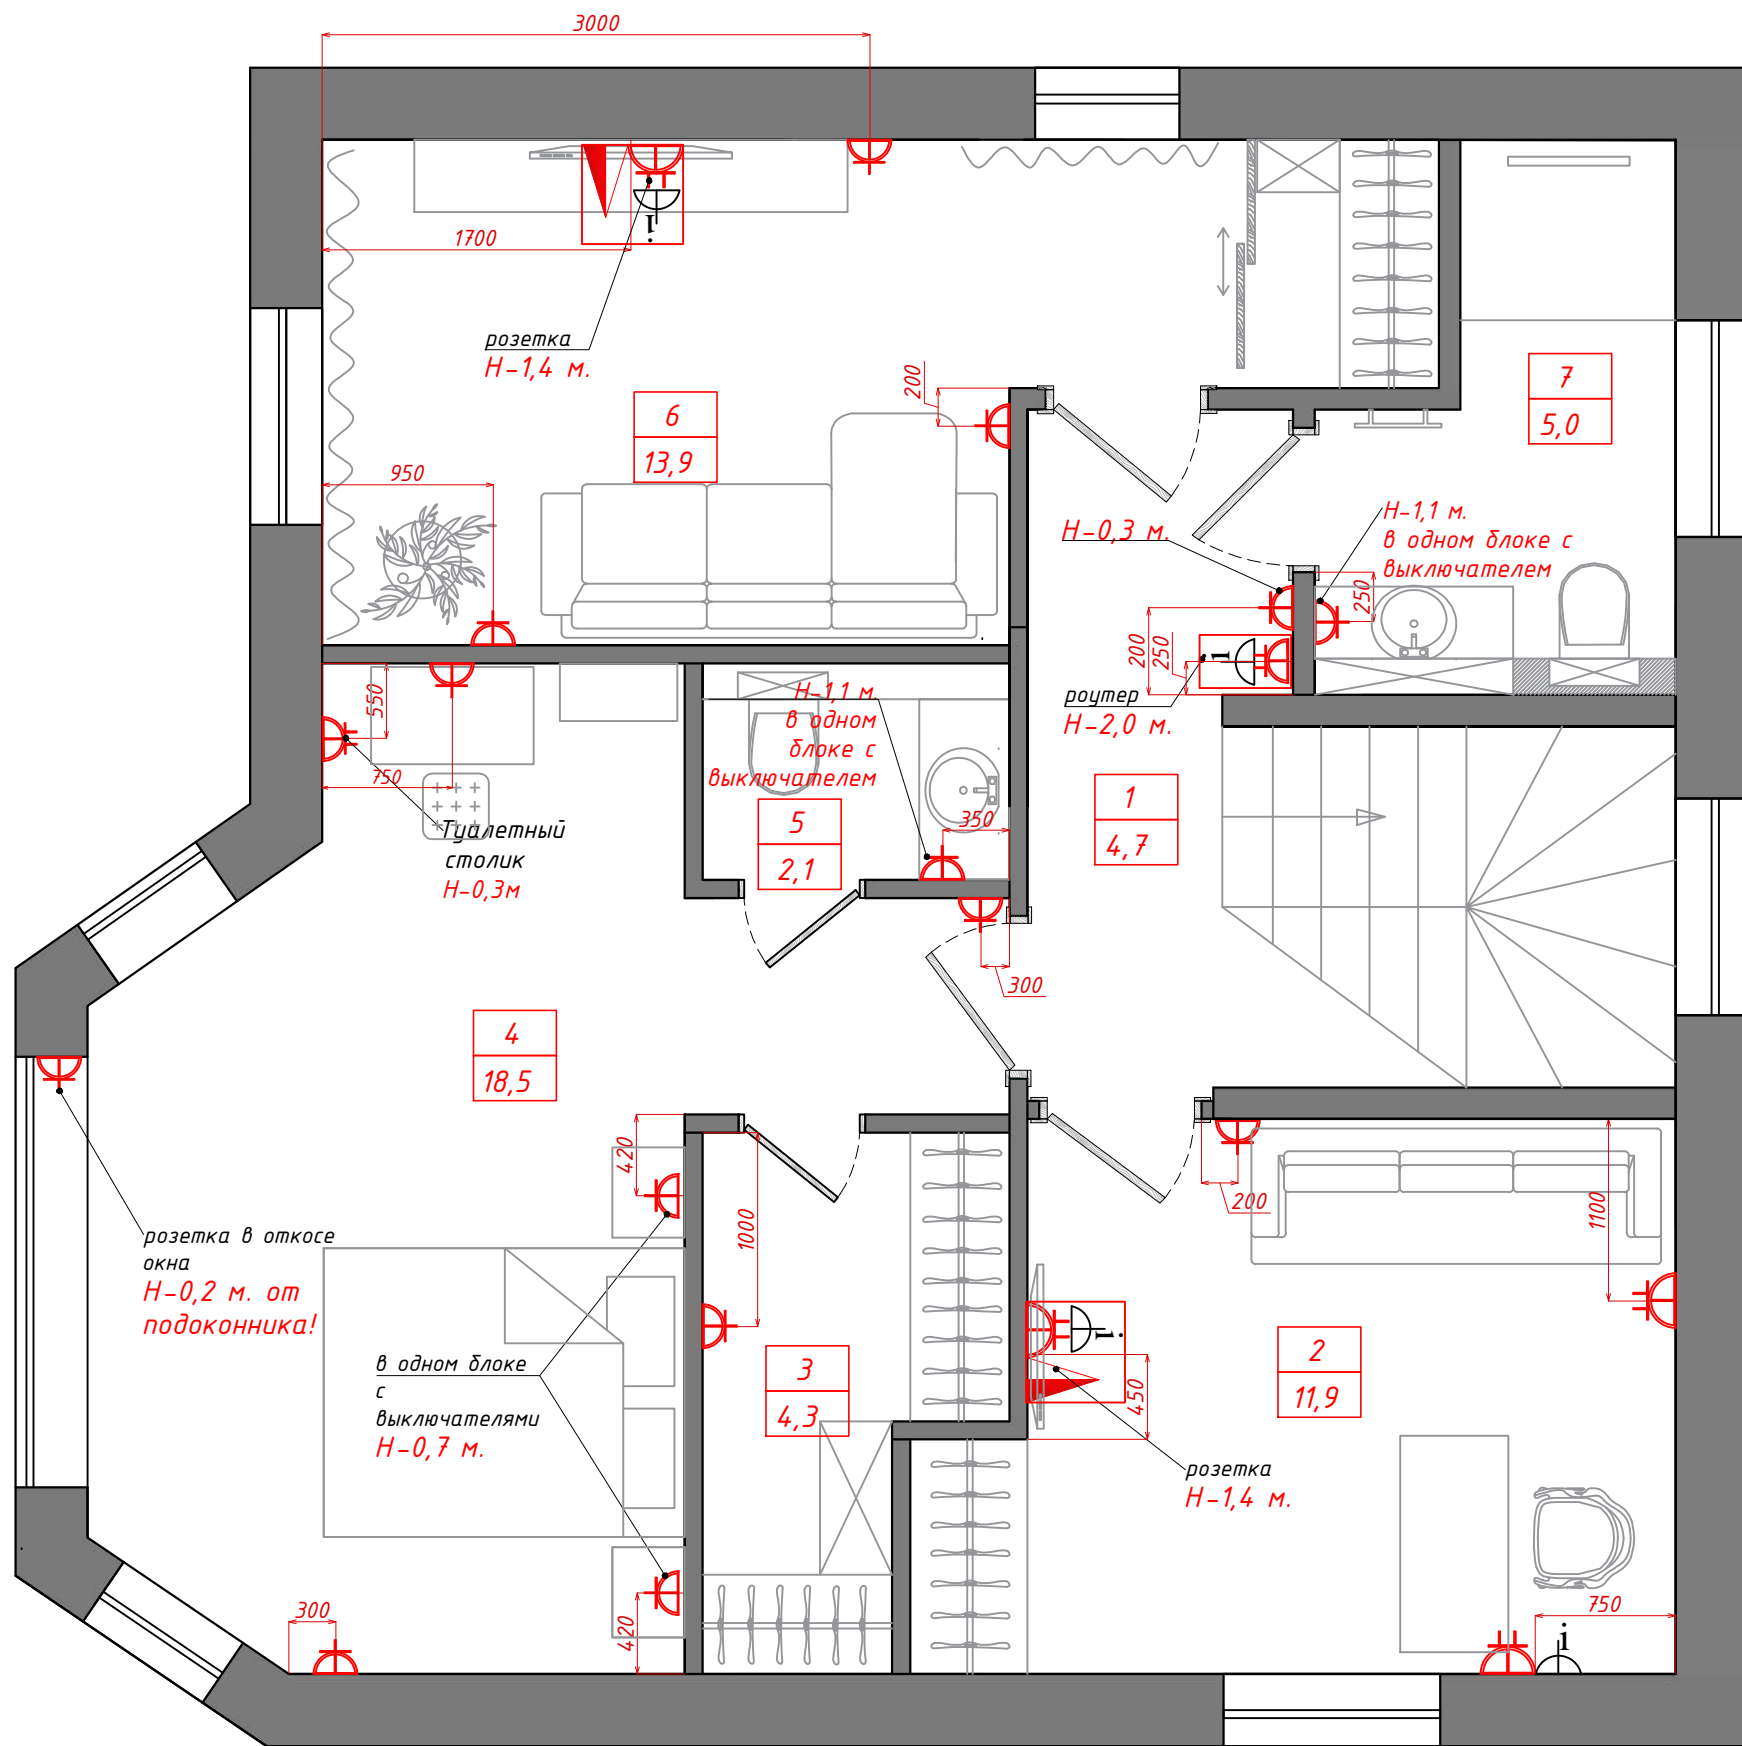 3000
1700
i
розетка
H-1,4 м.
200
6
13,9
7
5,0
950
H-0,3 м.
H-1,1 м.
в одном блоке с
выключателем
250
200
250
i
роутер
H-2,0 м.
550
750
Туалетный
столик
H-0,3м
H-1,1 м.
в одном
блоке с
выключателем
5
2,1
350
1
4,7
300
4
18,5
420
розетка в откосе
окна
H-0,2 м. от
подоконника!
в одном блоке
с
выключателями
H-0,7 м.
1000
3
4,3
200
1100
i
450
2
11,9
розетка
H-1,4 м.
300
420
750
i